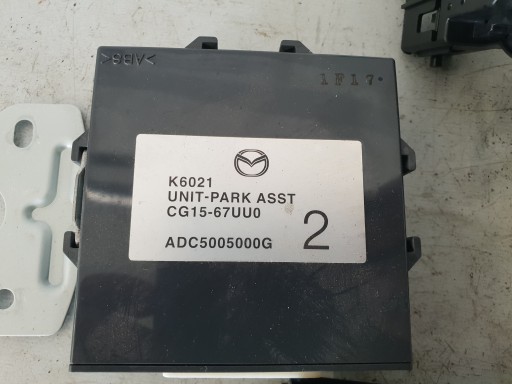 >ABS<
1F17·
K6021
UNIT-PARK ASST
CG15-67UU0
ADC5005000G
2